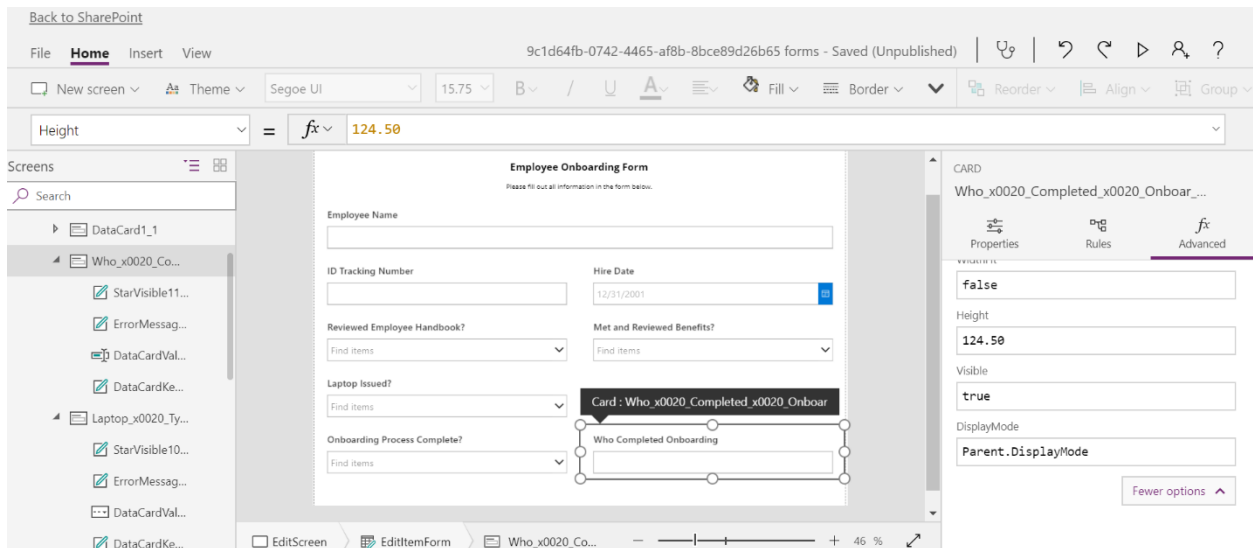 Back to SharePoint
File Home Insert View 9c1d64fb-0742-4465-af8b-8bce89d26b65 forms - Saved (Unpublished) ?
New screen Theme Segoe UI 15.75 B / U A Fill Border Reorder Align Group
Height = fx 124.50
Screens
Search
DataCard1_1
Who_x0020_Co...
StarVisible11...
ErrorMessag...
DataCardVal...
DataCardKe...
Laptop_x0020_Ty...
StarVisible10...
ErrorMessag...
DataCardVal...
DataCardKe...
Employee Onboarding Form
Please fill out all information in the form below.
Employee Name
ID Tracking Number Hire Date
12/31/2001
Reviewed Employee Handbook? Met and Reviewed Benefits?
Find items Find items
Laptop Issued?
Find items
Card : Who_x0020_Completed_x0020_Onboar
Onboarding Process Complete? Who Completed Onboarding
Find items
EditScreen EditItemForm Who_x0020_Co... 46 %
CARD
Who_x0020_Completed_x0020_Onboar_...
Properties Rules fx Advanced
WidthFit
false
Height
124.50
Visible
true
DisplayMode
Parent.DisplayMode
Fewer options